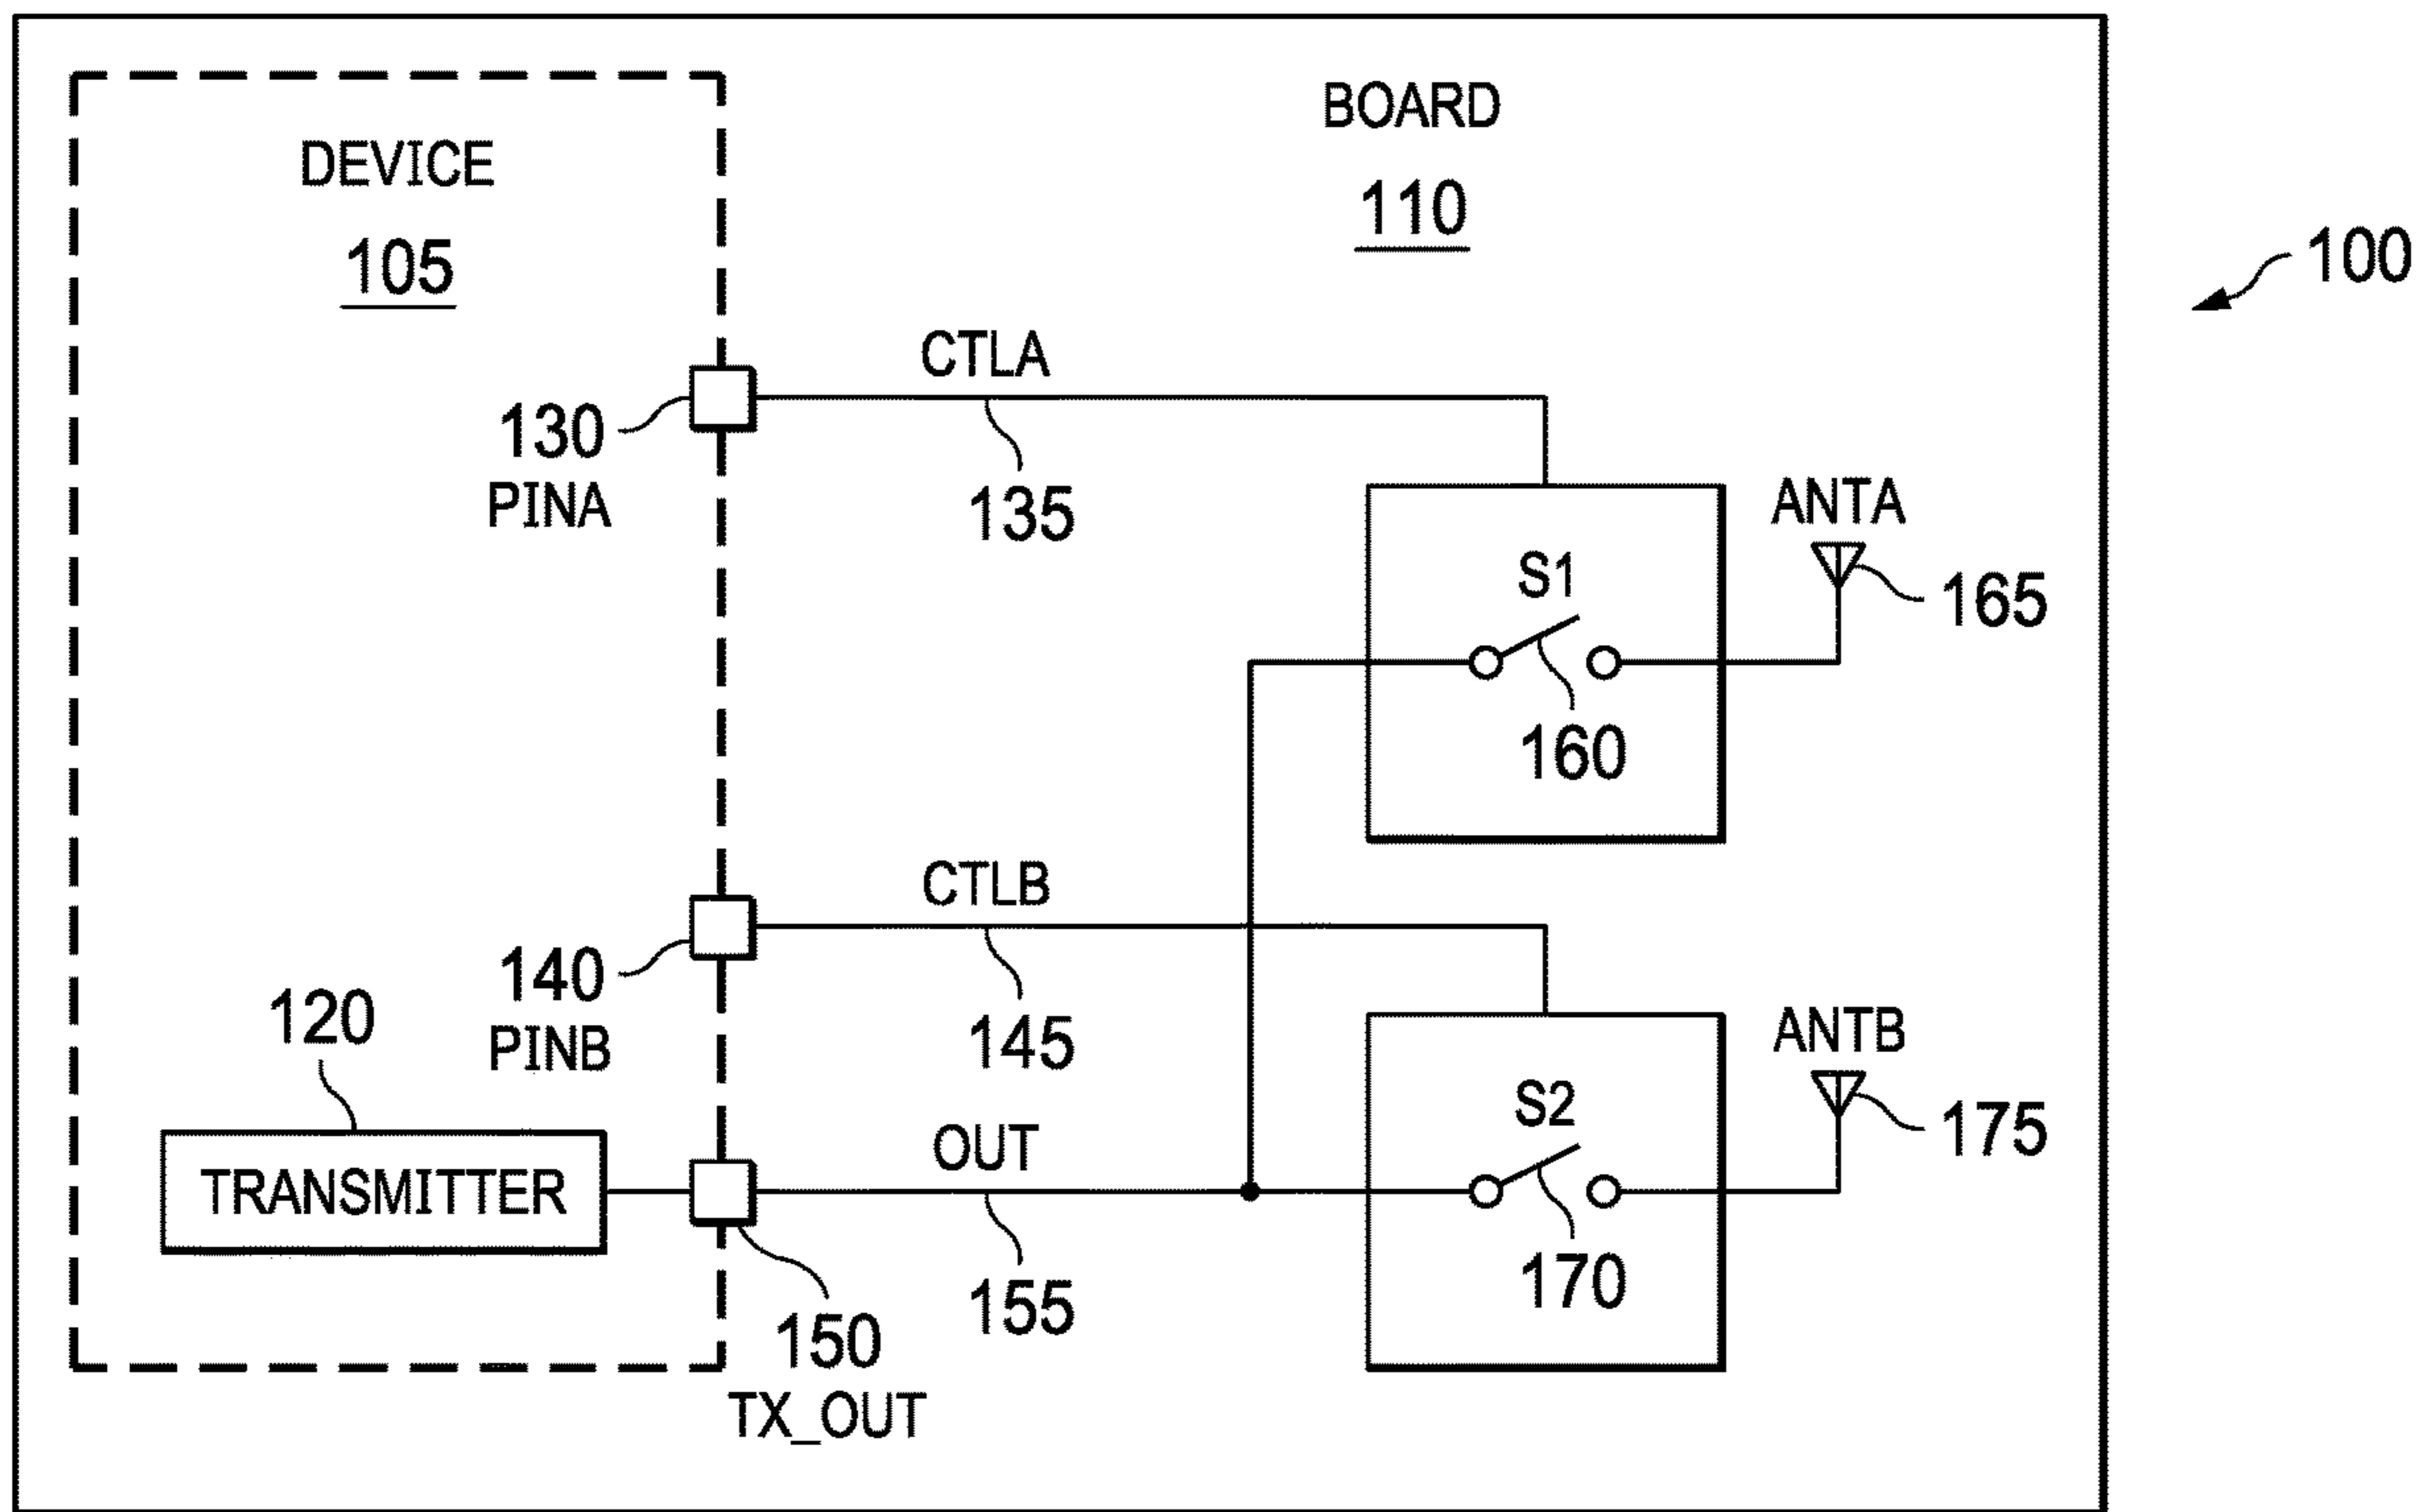 BOARD
110
DEVICE
105
100
CTLA
135
130
PINA
ANTA
165
S1
160
CTLB
145
140
PINB
120
TRANSMITTER
OUT
155
150
TX_OUT
ANTB
175
S2
170